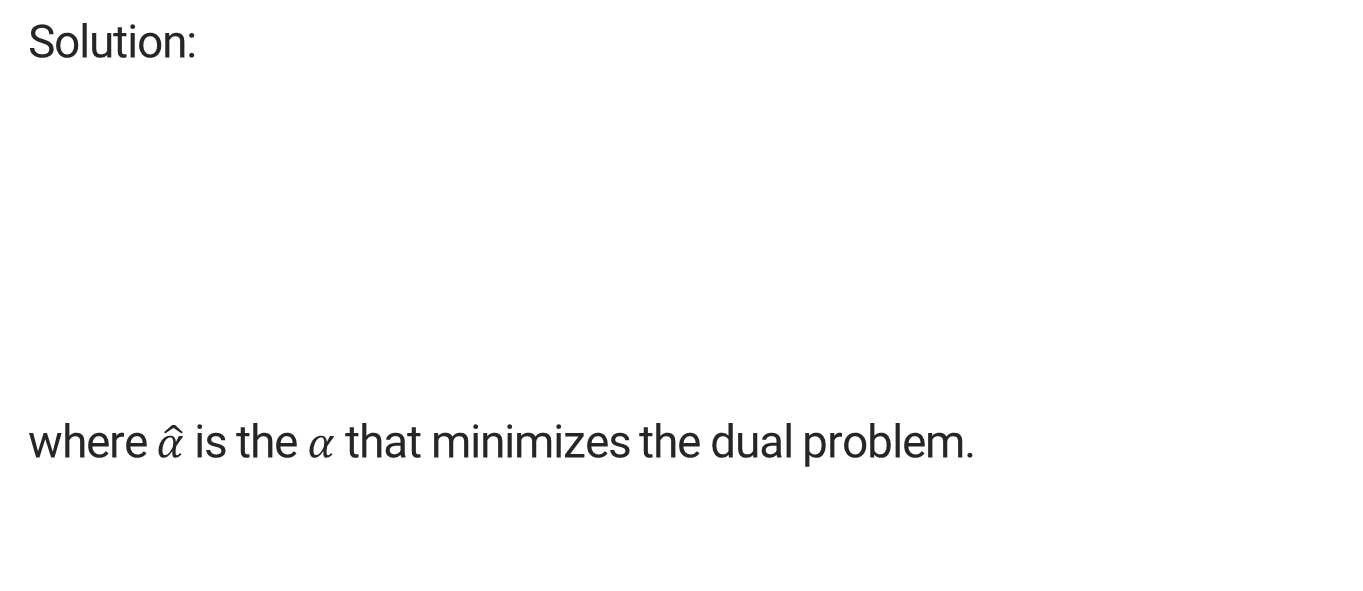 Solution:
where α̂ is the α that minimizes the dual problem.